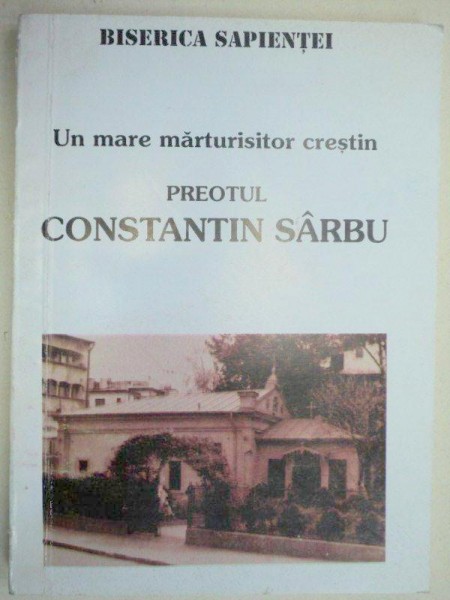 BISERICA SAPIENȚEI
Un mare mărturisitor creștin
PREOTUL
CONSTANTIN SÂRBU